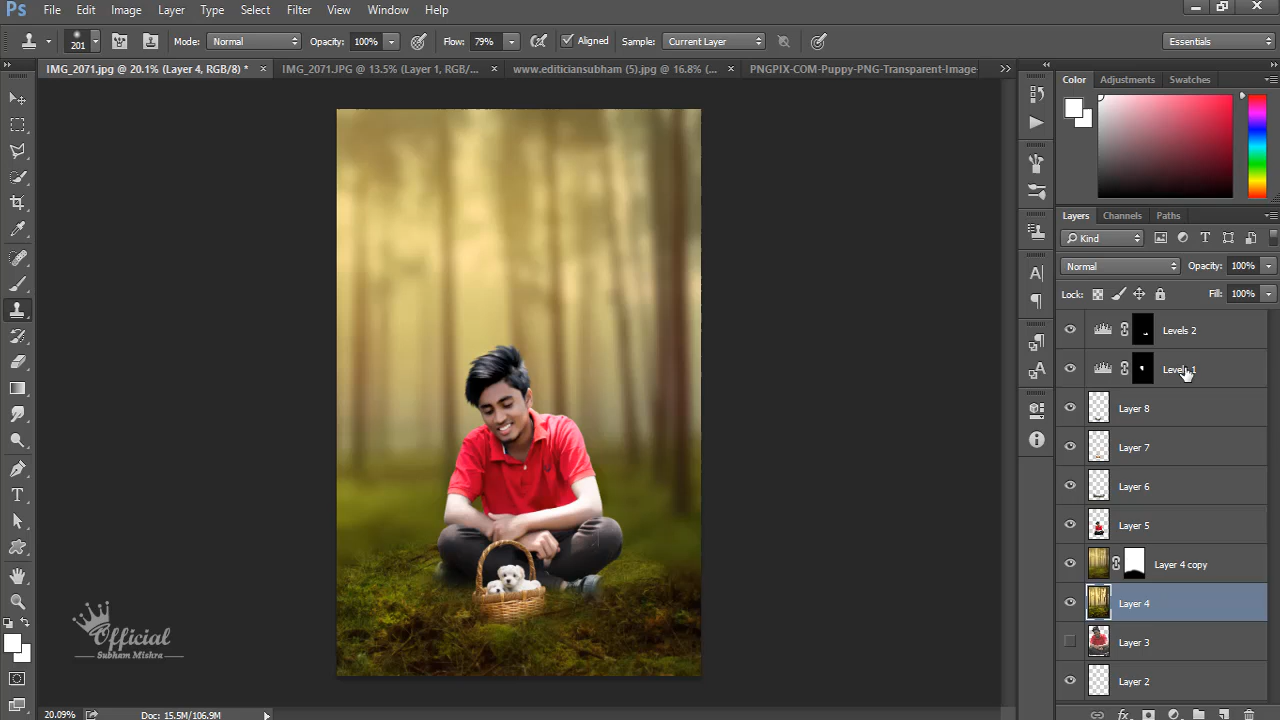 Ps File Edit Image Layer Type Select Filter View Window Help
201 Mode: Normal Opacity: 100% Flow: 79% Aligned Sample: Current Layer Essentials
IMG_2071.jpg @ 20.1% (Layer 4, RGB/8) * × IMG_2071.JPG @ 13.5% (Layer 1, RGB/... × www.editiciansubham (5).jpg @ 16.8% (... × PNGPIX-COM-Puppy-PNG-Transparent-Image
Color Adjustments Swatches
Layers Channels Paths
Kind
Normal Opacity: 100%
Lock: Fill: 100%
Levels 2
Levels 1
Layer 8
Layer 7
Layer 6
Layer 5
Layer 4 copy
Layer 4
Layer 3
Layer 2
Official
Subham Mishra
20.09% Doc: 15.5M/106.9M
fx